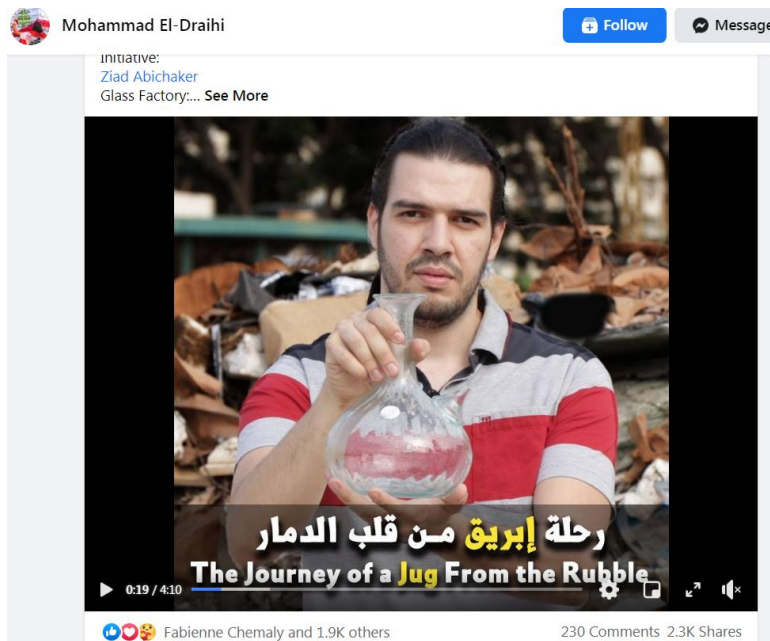 Mohammad El-Draihi
Follow
Message
Initiative:
Ziad Abichaker
Glass Factory:... See More
رحلة إبريق من قلب الدمار
The Journey of a Jug From the Rubble
0:19 / 4:10
Fabienne Chemaly and 1.9K others
230 Comments 2.3K Shares